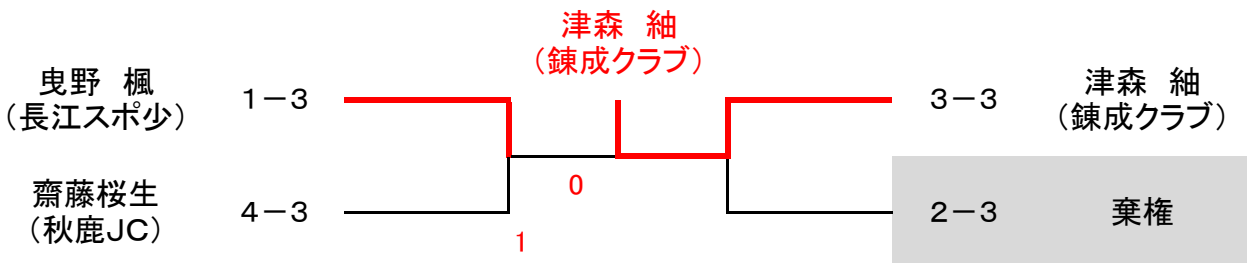 津森　紬
（錬成クラブ）
曳野　楓
（長江スポ少）
１－３
３－３
津森　紬
（錬成クラブ）
齋藤桜生
（秋鹿ＪＣ）
４－３
0
1
２－３
棄権